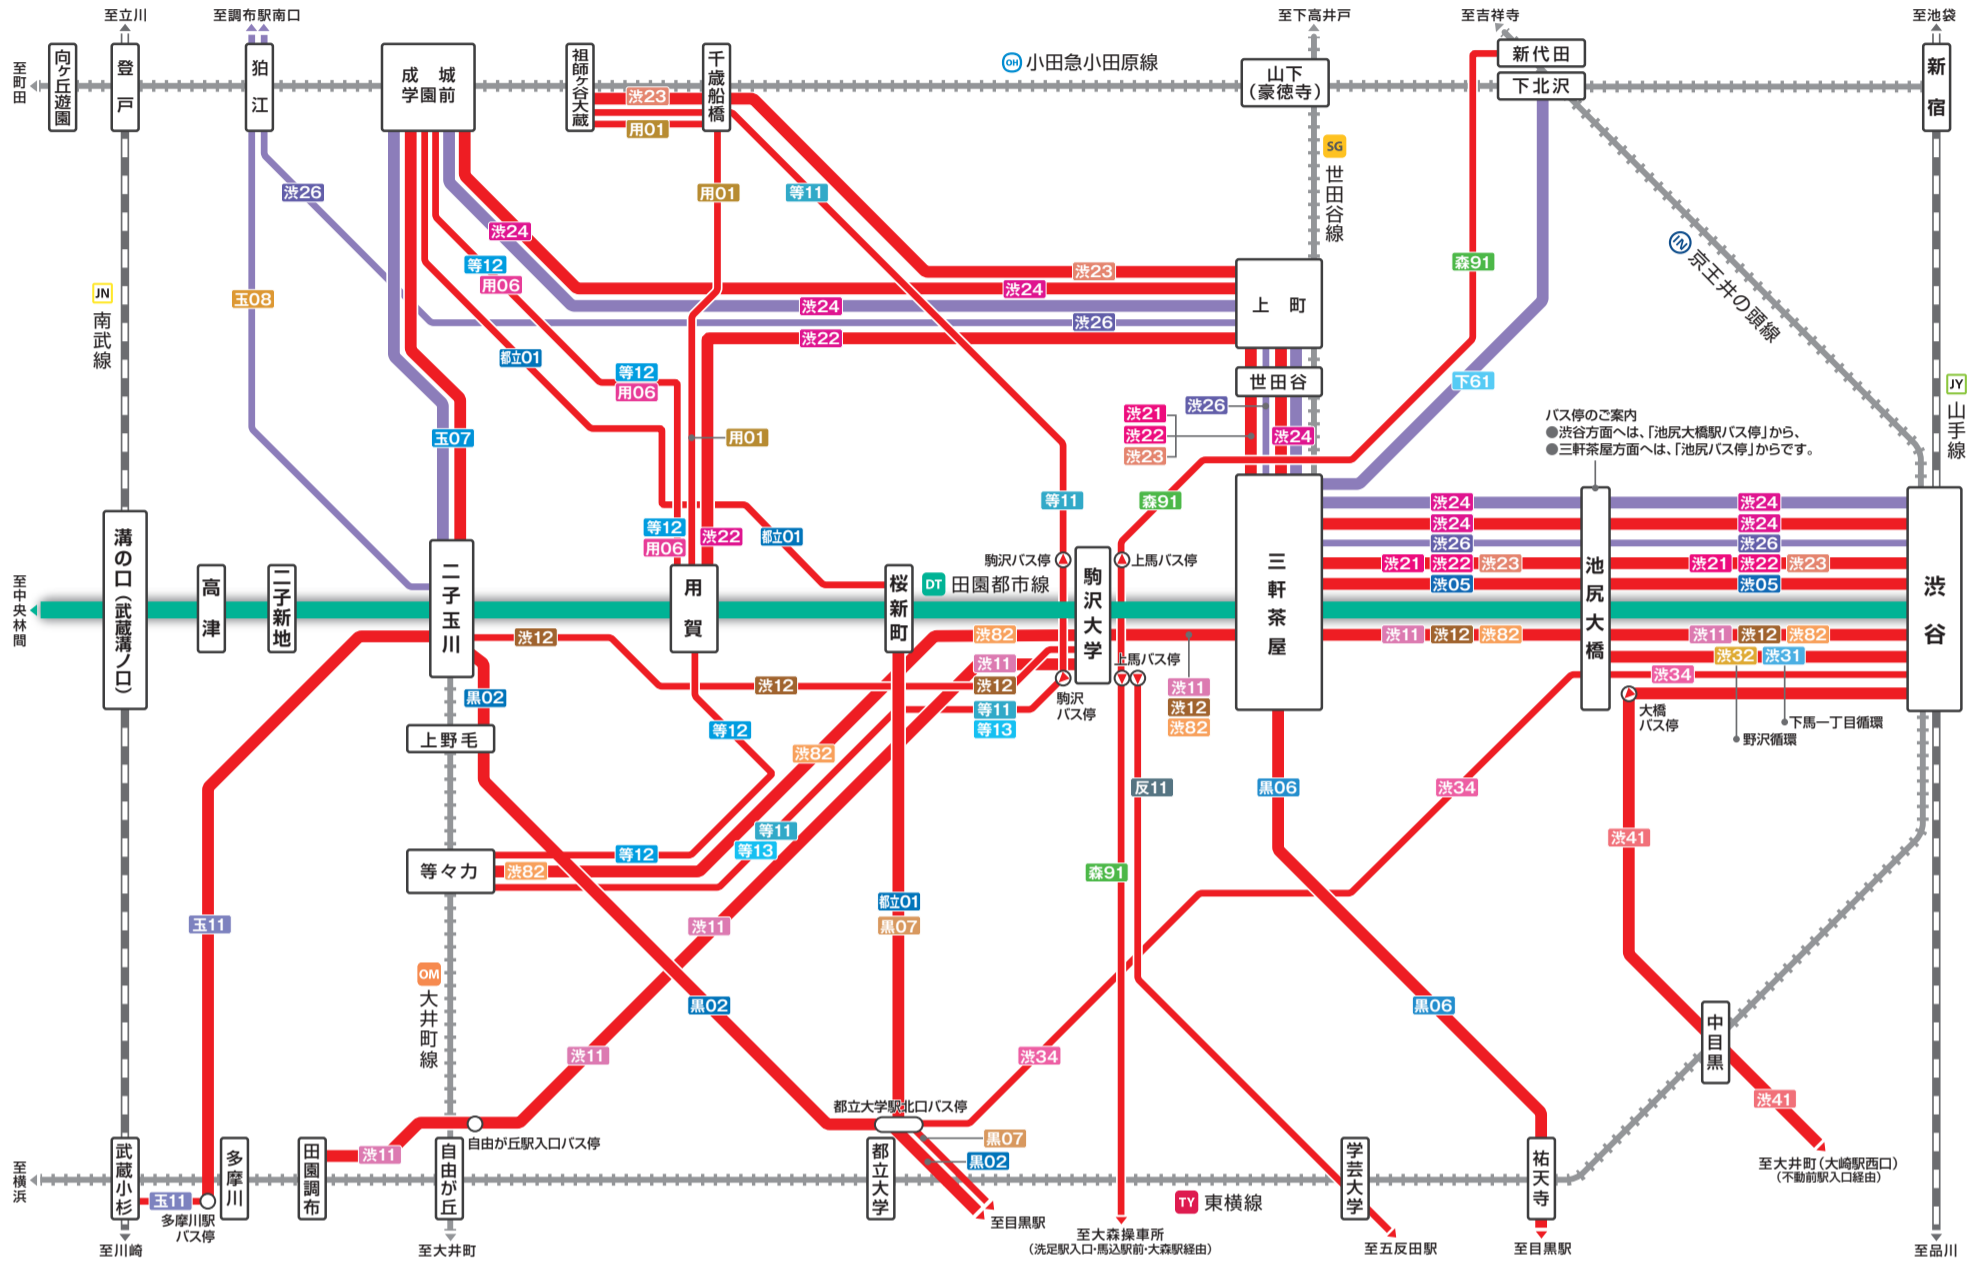 至立川
至調布駅南口
至下高井戸
至吉祥寺
至池袋
至町田
向ヶ丘遊園
登戸
狛江
成城
学園前
祖師ヶ谷大蔵
千歳船橋
OH 小田急小田原線
山下
(豪徳寺)
新代田
下北沢
新宿
渋23
用01
渋26
用01
等11
SG
世田谷線
渋24
等12
用06
玉08
JN
南武線
渋23
渋24
渋24
渋26
渋22
上町
森91
IN
京王井の頭線
都立01
等12
用06
世田谷
下61
JY
山手線
玉07
用01
渋21
渋22
渋23
渋26
渋24
バス停のご案内
●渋谷方面へは、「池尻大橋駅バス停」から、
●三軒茶屋方面へは、「池尻バス停」からです。
等12
用06
渋22
都立01
等11
森91
渋24
渋24
渋24
渋24
渋26
渋26
渋21 渋22 渋23
渋21 渋22 渋23
渋05
渋05
至中央林間
溝の口(武蔵溝ノ口)
高津
二子新地
二子玉川
用賀
桜新町
DT 田園都市線
駒沢バス停
駒沢大学
上馬バス停
三軒茶屋
池尻大橋
渋谷
渋12
渋82
渋11 渋12 渋82
渋11 渋12 渋82
渋11
上馬バス停
渋32 渋31
渋12
渋12
渋34
黒02
駒沢
バス停
渋11
渋12
渋82
大橋
バス停
下馬一丁目循環
野沢循環
等11
等13
上野毛
等12
渋82
反11
黒06
渋34
渋41
等11
等13
等12
等々力
渋82
森91
玉11
渋11
都立01
黒07
OM
大井町線
黒02
黒06
中目黒
渋11
渋34
渋41
都立大学駅北口バス停
自由が丘駅入口バス停
渋11
黒07
黒02
至横浜
武蔵小杉
玉11
多摩川
多摩川駅
バス停
田園調布
自由が丘
都立大学
TY 東横線
学芸大学
祐天寺
至大井町(大崎駅西口)
(不動前駅入口経由)
至川崎
至大井町
至目黒駅
至大森操車所
(洗足駅入口・馬込駅前・大森駅経由)
至五反田駅
至目黒駅
至品川